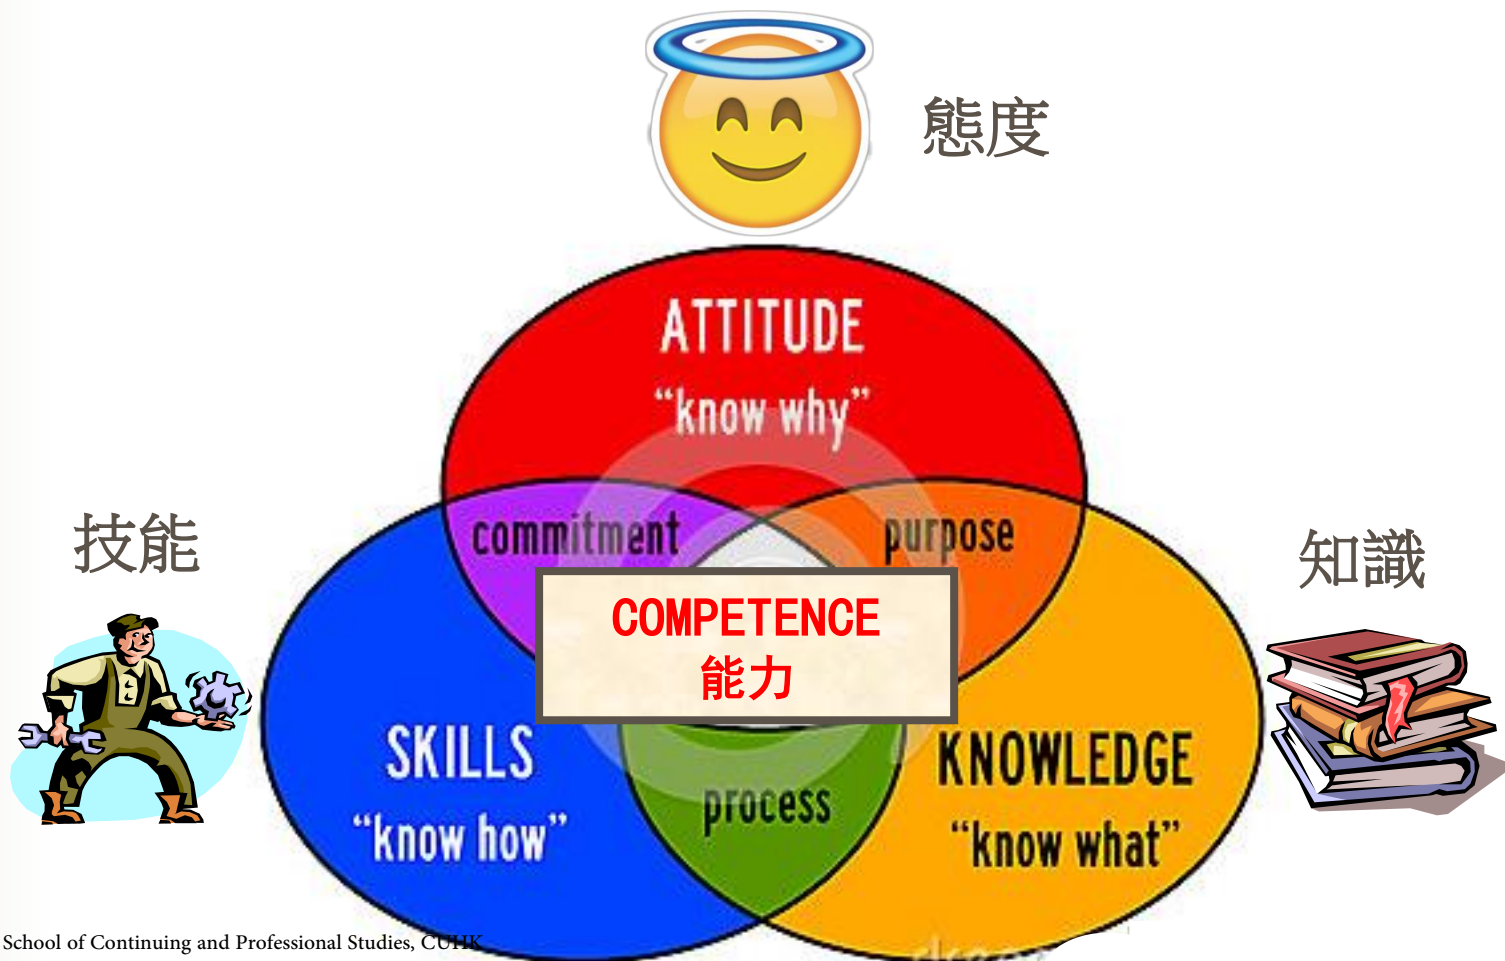 態度
ATTITUDE
“know why”
技能
commitment
purpose
知識
COMPETENCE
能力
SKILLS
“know how”
KNOWLEDGE
“know what”
process
School of Continuing and Professional Studies, CUHK